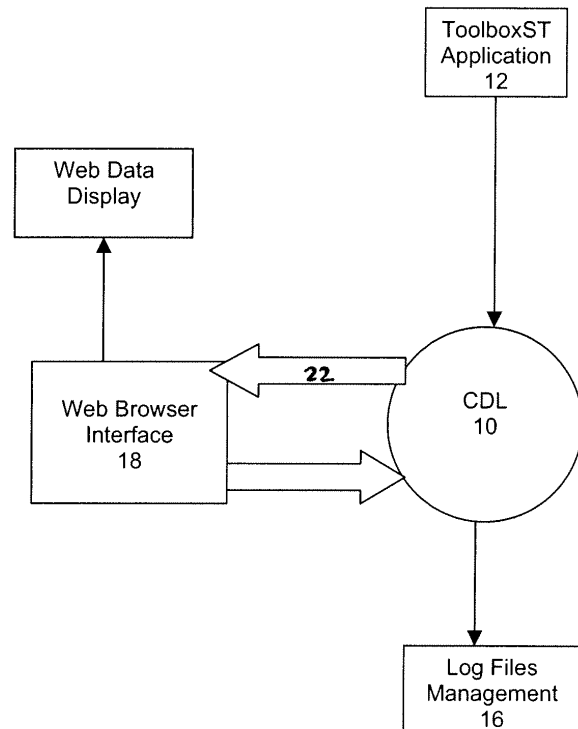 ToolboxST
Application
12
Web Data
Display
22
Web Browser
Interface
18
CDL
10
Log Files
Management
16